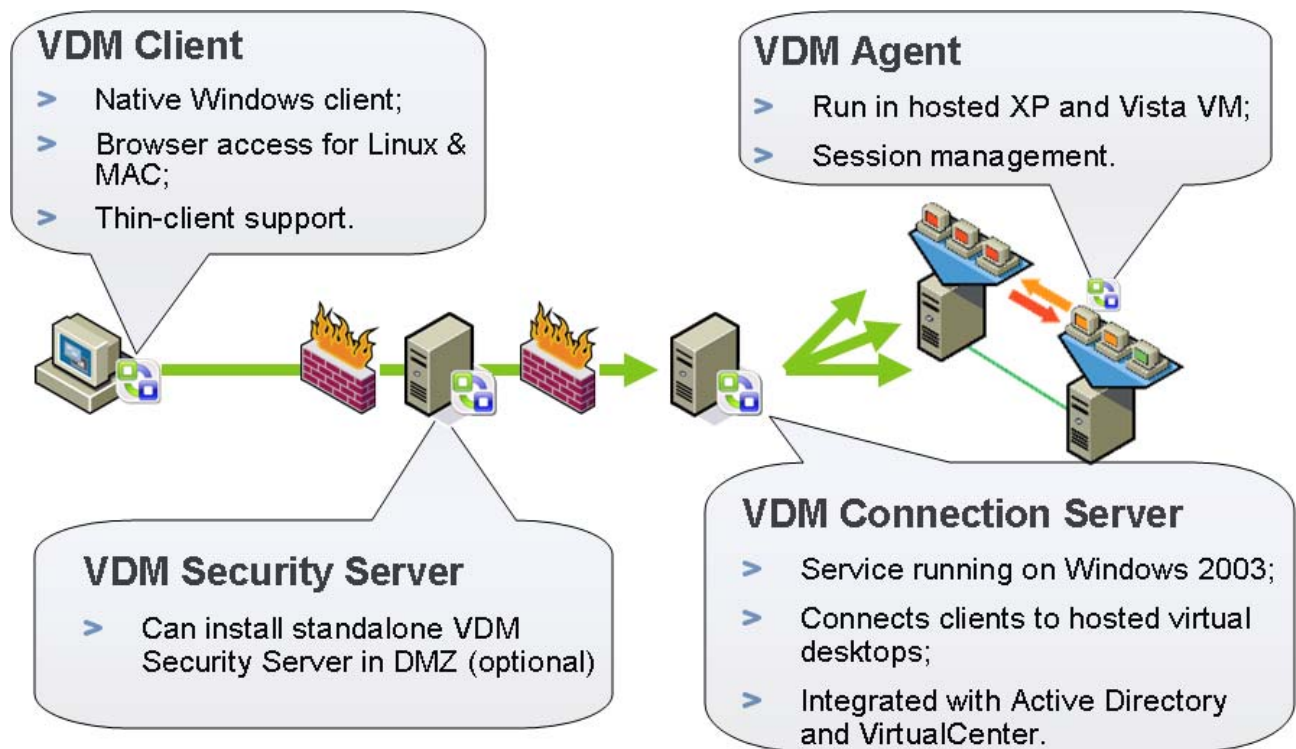 VDM Client
> Native Windows client;
> Browser access for Linux &
MAC;
> Thin-client support.
VDM Agent
> Run in hosted XP and Vista VM;
> Session management.
VDM Security Server
> Can install standalone VDM
Security Server in DMZ (optional)
VDM Connection Server
> Service running on Windows 2003;
> Connects clients to hosted virtual
desktops;
> Integrated with Active Directory
and VirtualCenter.